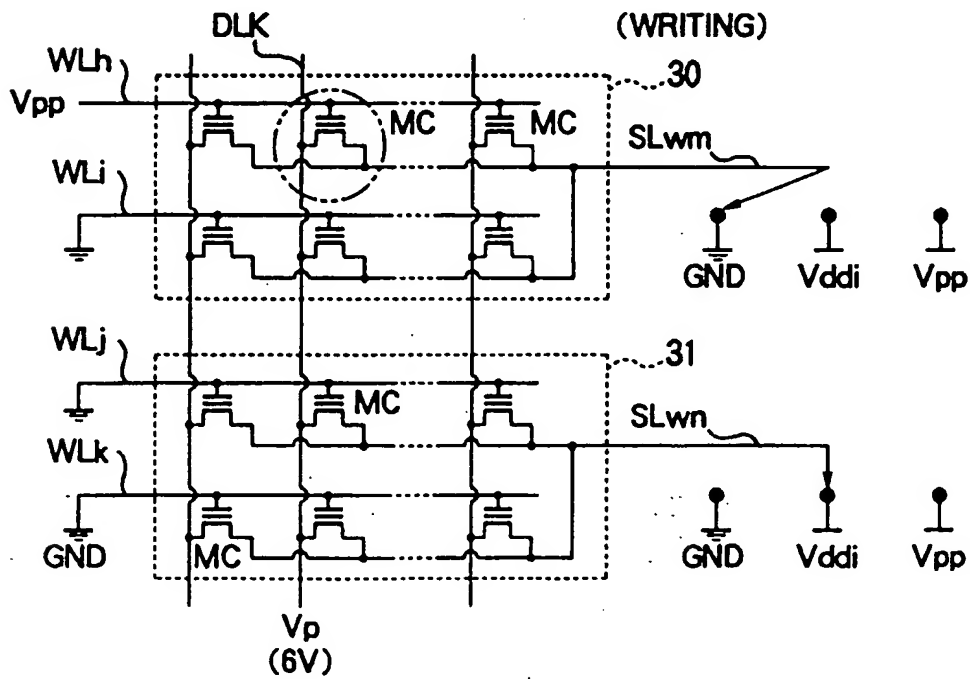 DLK
(WRITING)
WLh
30
Vpp
MC
MC
SLwm
WLi
GND
Vddi
Vpp
WLj
31
MC
SLwn
WLk
GND
MC
GND
Vddi
Vpp
Vp
(6V)